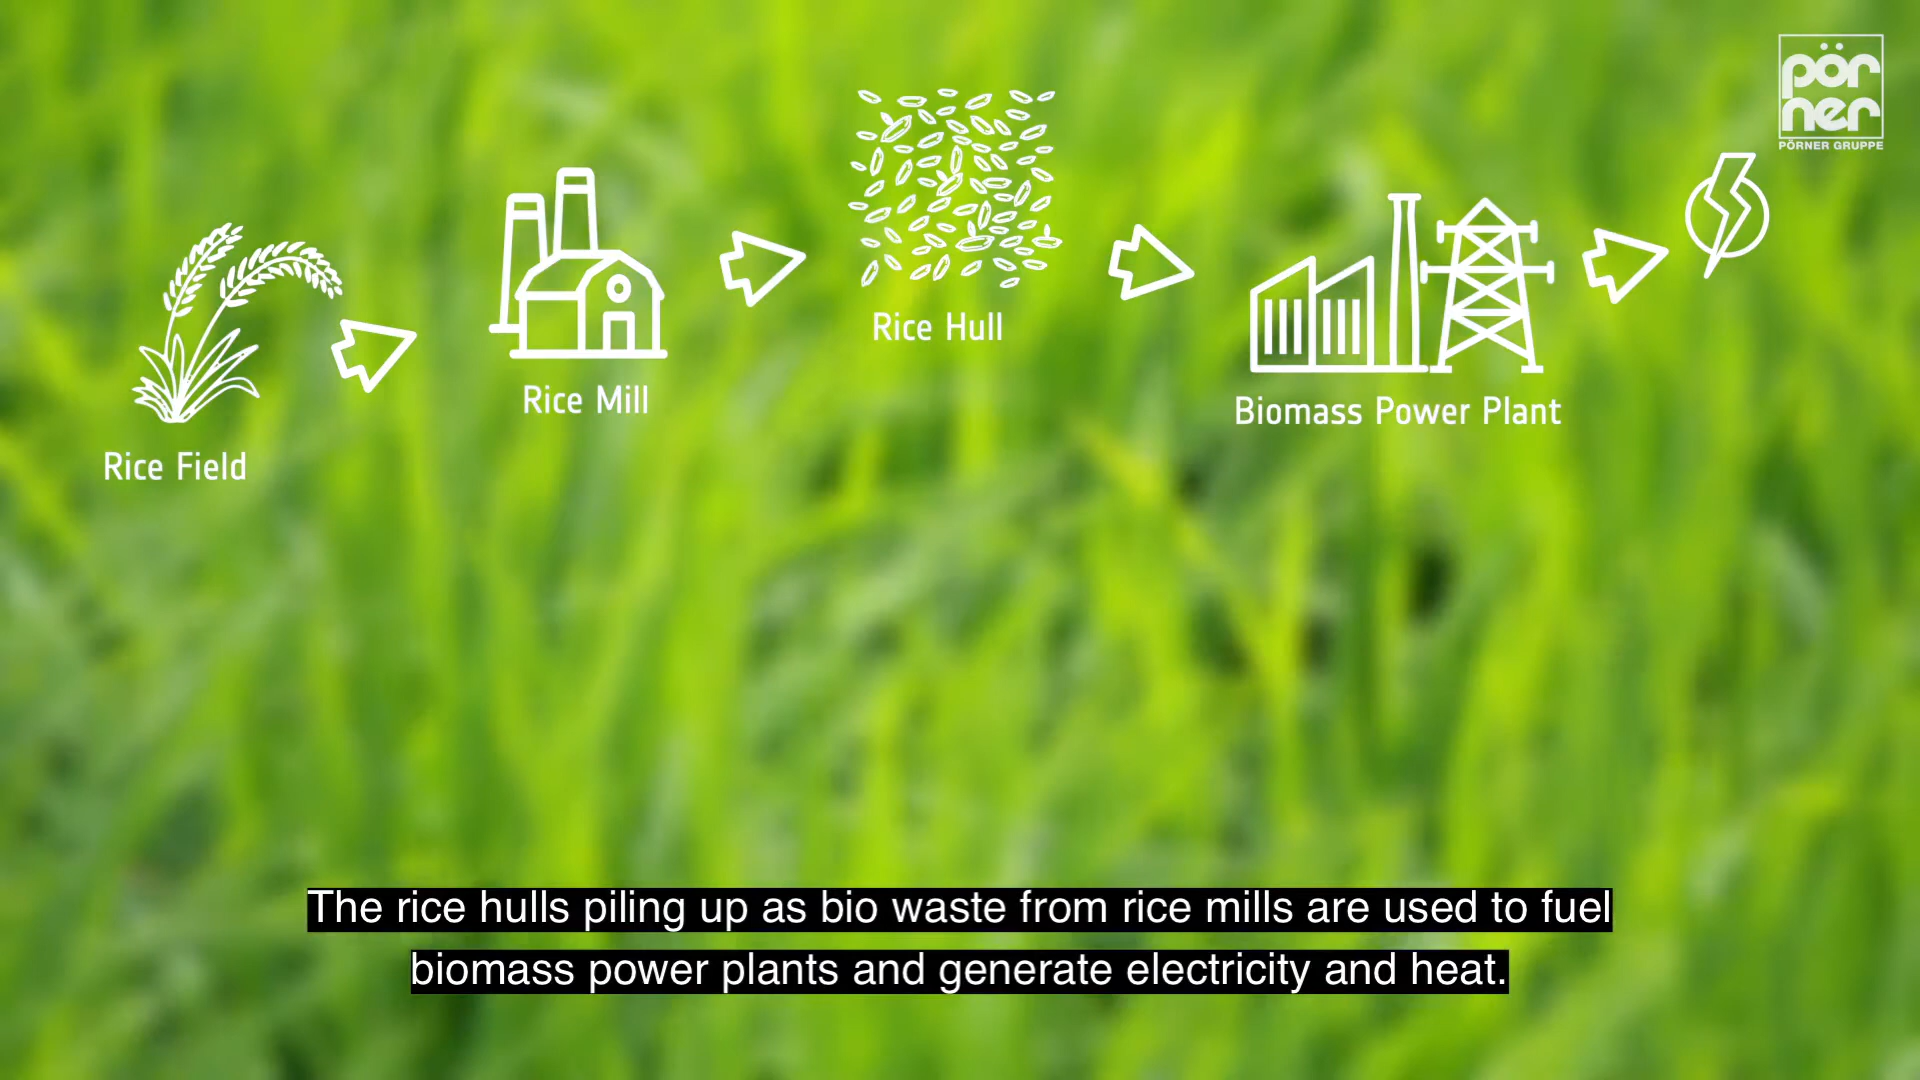 pör
ner
PÖRNER GRUPPE
Rice Field
Rice Mill
Rice Hull
Biomass Power Plant
The rice hulls piling up as bio waste from rice mills are used to fuel
biomass power plants and generate electricity and heat.